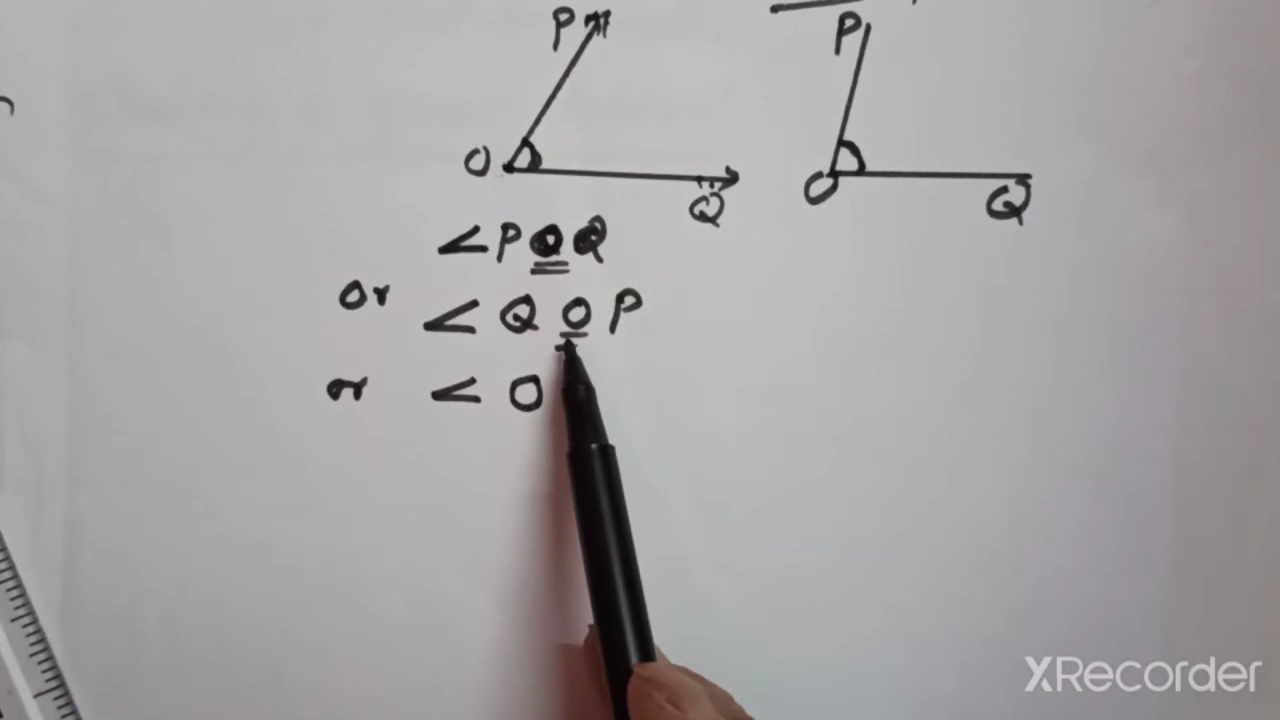 P P
O O
Q Q
<POQ
or <QOP
or <O
XRecorder